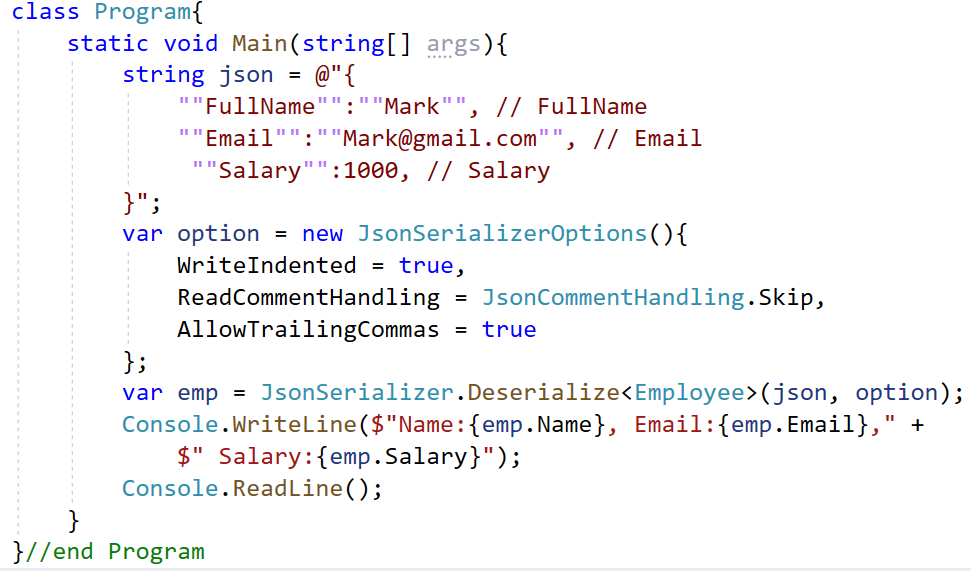 class Program{
    static void Main(string[] args){
        string json = @"{
            ""FullName"":""Mark"", // FullName
            ""Email"":""Mark@gmail.com"", // Email
             ""Salary"":1000, // Salary
        }";
        var option = new JsonSerializerOptions(){
            WriteIndented = true,
            ReadCommentHandling = JsonCommentHandling.Skip,
            AllowTrailingCommas = true
        };
        var emp = JsonSerializer.Deserialize<Employee>(json, option);
        Console.WriteLine($"Name:{emp.Name}, Email:{emp.Email}," +
            $" Salary:{emp.Salary}");
        Console.ReadLine();
    }
}//end Program